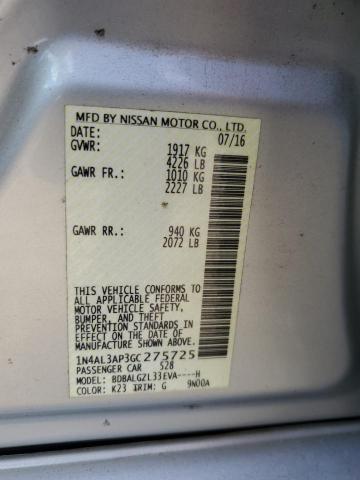 MFD BY NISSAN MOTOR CO., LTD.
DATE: 07/16
GVWR: 1917 KG
4226 LB
GAWR FR.: 1010 KG
2227 LB
GAWR RR.: 940 KG
2072 LB
THIS VEHICLE CONFORMS TO
ALL APPLICABLE FEDERAL
MOTOR VEHICLE SAFETY,
BUMPER, AND THEFT
PREVENTION STANDARDS IN
EFFECT ON THE DATE OF
MANUFACTURE SHOWN ABOVE.
1N4AL3AP3GC275725
PASSENGER CAR 528
MODEL: BDBALGZL33EVA----H
COLOR: K23 TRIM: G 9N00A